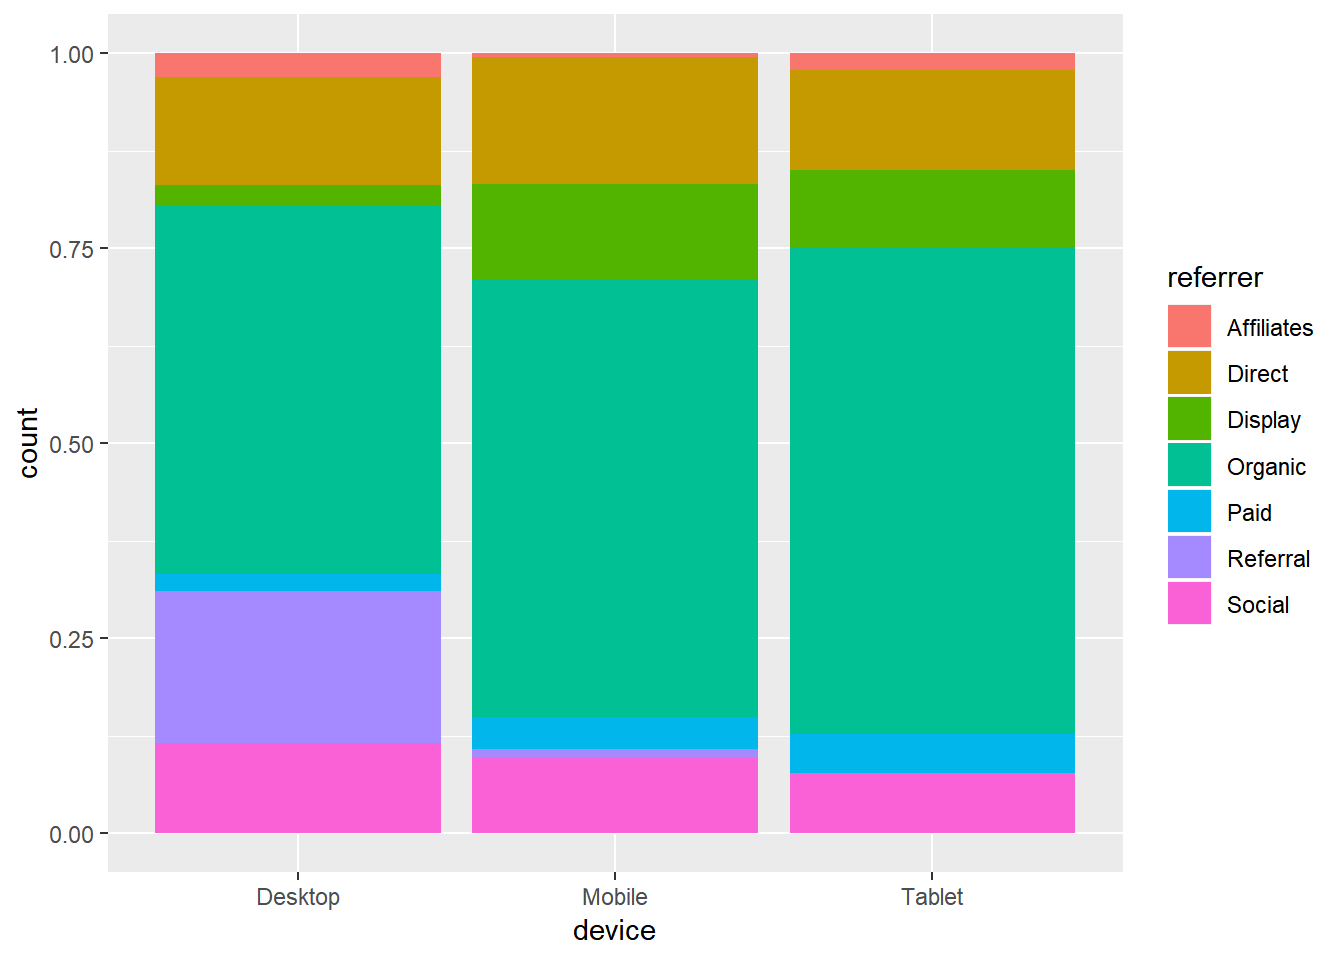 count
1.00
0.75
0.50
0.25
0.00
Desktop
Mobile
Tablet
device
referrer
Affiliates
Direct
Display
Organic
Paid
Referral
Social